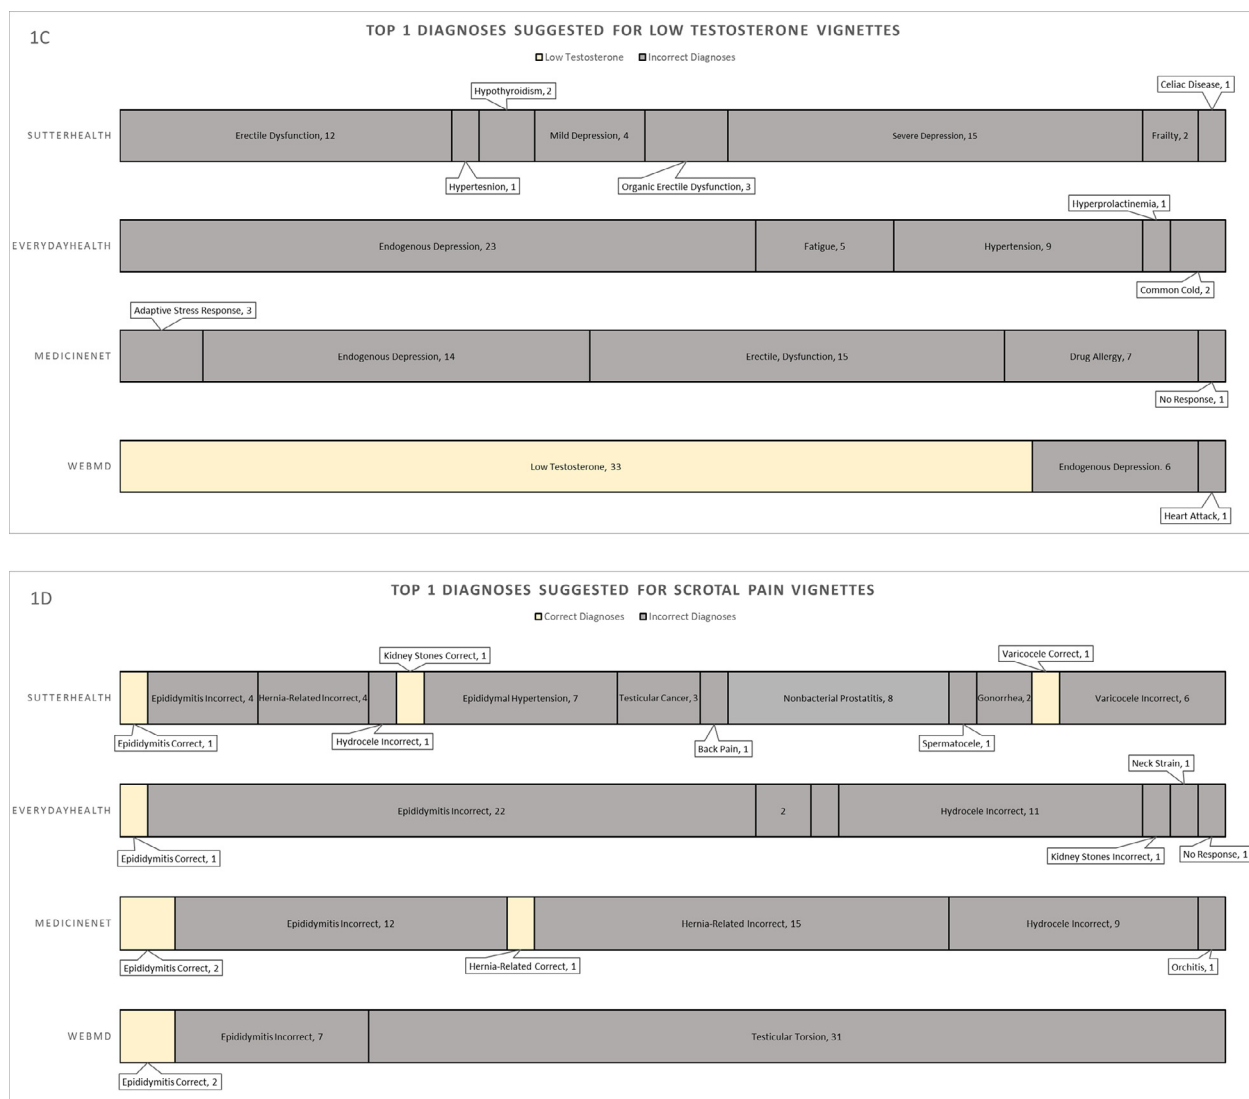 1C
TOP 1 DIAGNOSES SUGGESTED FOR LOW TESTOSTERONE VIGNETTES
Low Testosterone Incorrect Diagnoses
Hypothyroidism, 2
Celiac Disease, 1
SUTTERHEALTH
Erectile Dysfunction, 12
Mild Depression, 4
Severe Depression, 15
Frailty, 2
Hypertesnion, 1
Organic Erectile Dysfunction, 3
Hyperprolactinemia, 1
EVERYDAYHEALTH
Endogenous Depression, 23
Fatigue, 5
Hypertension, 9
Common Cold, 2
Adaptive Stress Response, 3
MEDICINENET
Endogenous Depression, 14
Erectile, Dysfunction, 15
Drug Allergy, 7
No Response, 1
WEBMD
Low Testosterone, 33
Endogenous Depression. 6
Heart Attack, 1
1D
TOP 1 DIAGNOSES SUGGESTED FOR SCROTAL PAIN VIGNETTES
Correct Diagnoses Incorrect Diagnoses
Kidney Stones Correct, 1
Varicocele Correct, 1
SUTTERHEALTH
Epididymitis Incorrect, 4
Hernia-Related Incorrect, 4
Epididymal Hypertension, 7
Testicular Cancer, 3
Nonbacterial Prostatitis, 8
Gonorrhea, 2
Varicocele Incorrect, 6
Epididymitis Correct, 1
Hydrocele Incorrect, 1
Back Pain, 1
Spermatocele, 1
Neck Strain, 1
EVERYDAYHEALTH
Epididymitis Incorrect, 22
2
Hydrocele Incorrect, 11
Epididymitis Correct, 1
Kidney Stones Incorrect, 1
No Response, 1
MEDICINENET
Epididymitis Incorrect, 12
Hernia-Related Incorrect, 15
Hydrocele Incorrect, 9
Epididymitis Correct, 2
Hernia-Related Correct, 1
Orchitis, 1
WEBMD
Epididymitis Incorrect, 7
Testicular Torsion, 31
Epididymitis Correct, 2